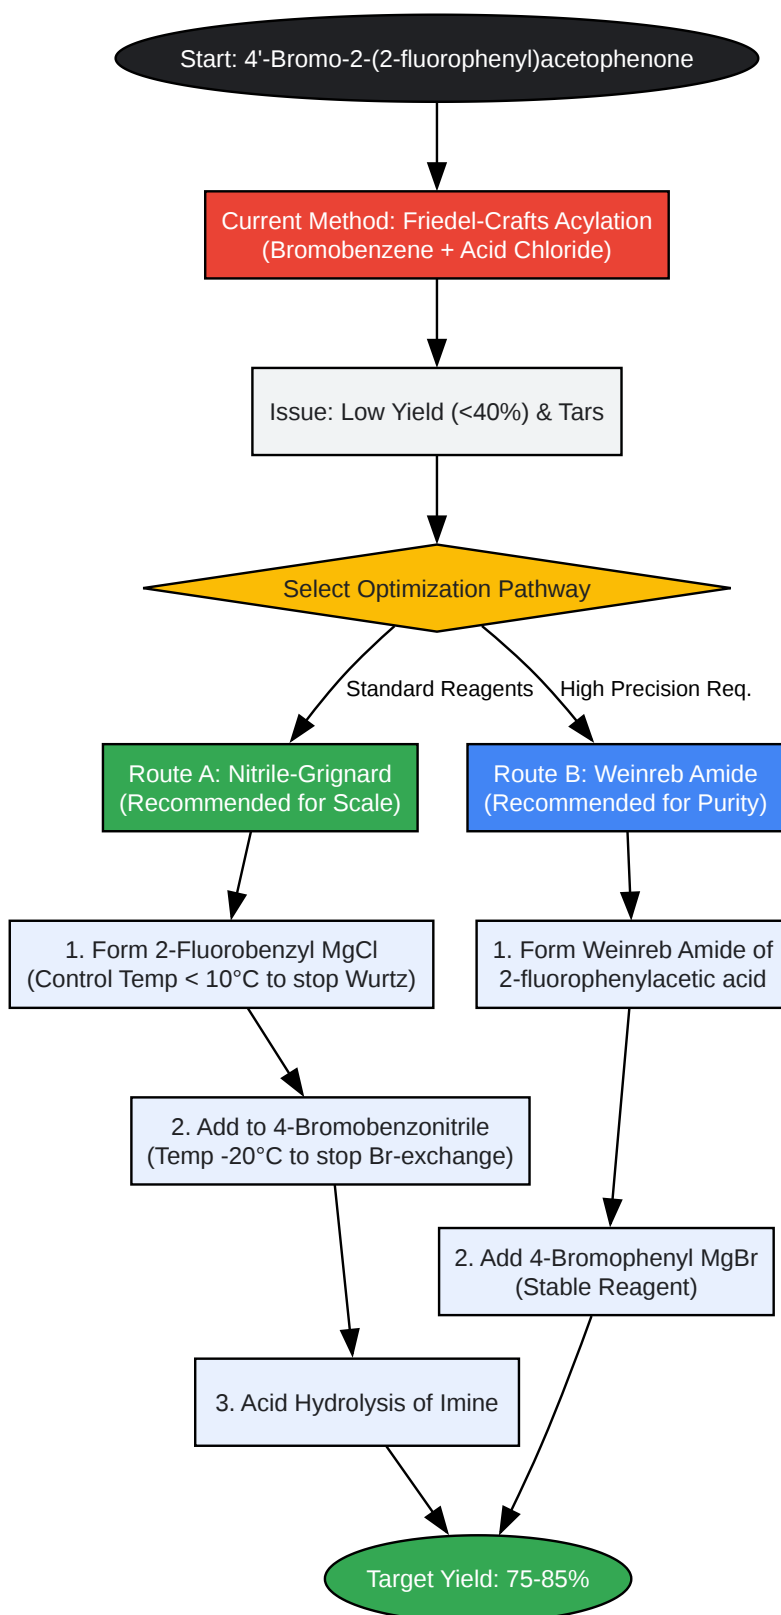 Start: 4'-Bromo-2-(2-fluorophenyl)acetophenone
Current Method: Friedel-Crafts Acylation
(Bromobenzene + Acid Chloride)
Issue: Low Yield (<40%) & Tars
Select Optimization Pathway
Standard Reagents
High Precision Req.
Route A: Nitrile-Grignard
(Recommended for Scale)
Route B: Weinreb Amide
(Recommended for Purity)
1. Form 2-Fluorobenzyl MgCl
(Control Temp < 10°C to stop Wurtz)
1. Form Weinreb Amide of
2-fluorophenylacetic acid
2. Add to 4-Bromobenzonitrile
(Temp -20°C to stop Br-exchange)
2. Add 4-Bromophenyl MgBr
(Stable Reagent)
3. Acid Hydrolysis of Imine
Target Yield: 75-85%